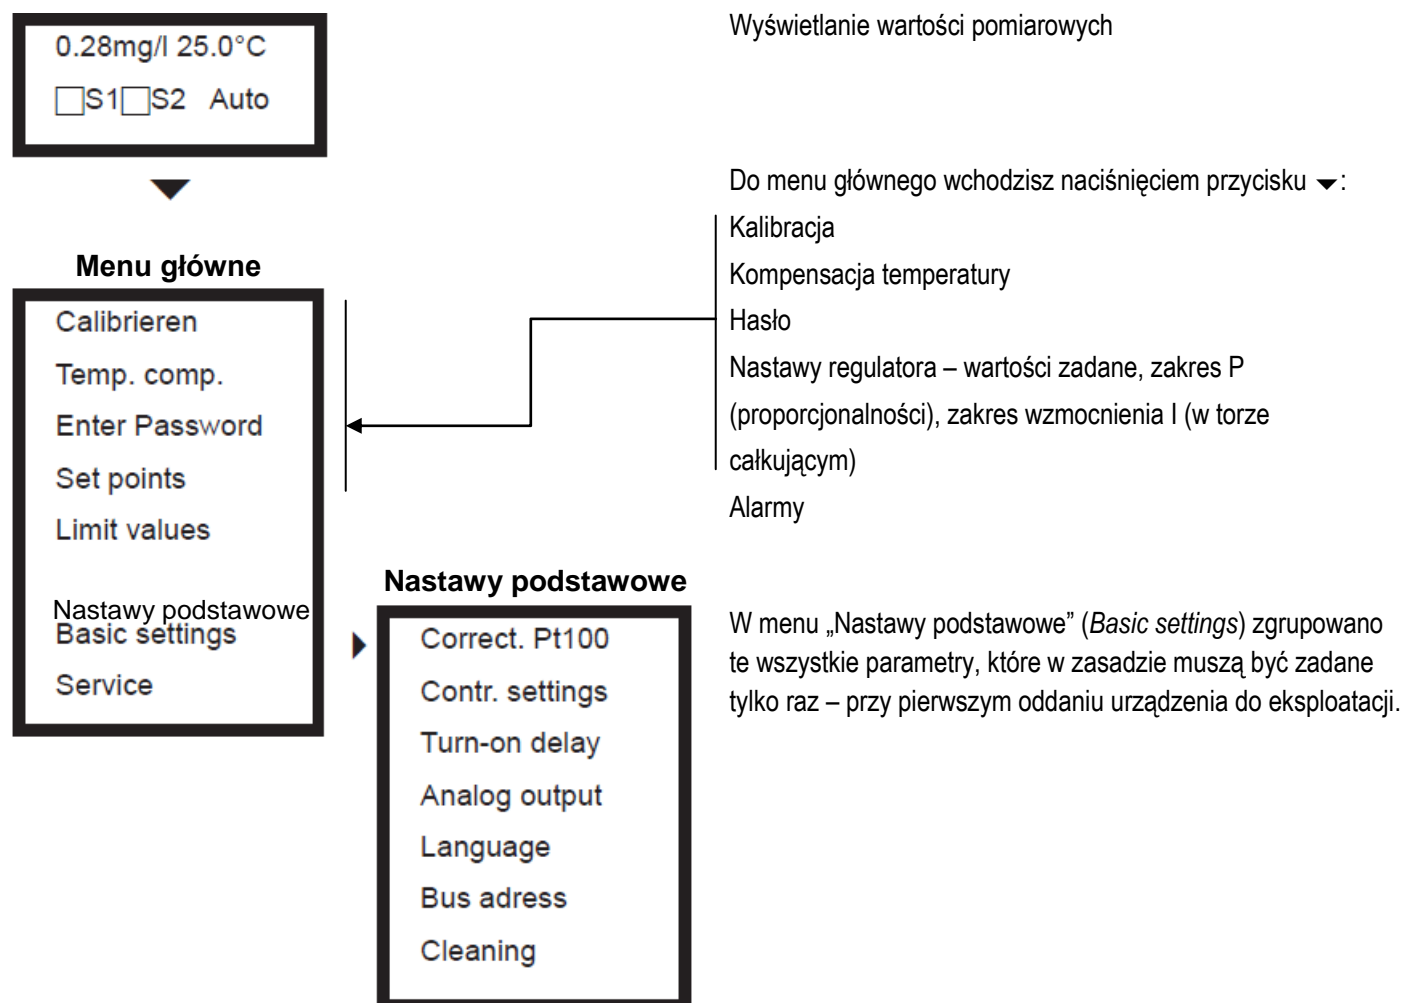 0.28mg/l 25.0°C
□S1□S2 Auto
Wyświetlanie wartości pomiarowych
Do menu głównego wchodzisz naciśnięciem przycisku ▼:
Kalibracja
Kompensacja temperatury
Hasło
Nastawy regulatora – wartości zadane, zakres P
(proporcjonalności), zakres wzmocnienia I (w torze
całkującym)
Alarmy
Menu główne
Calibrieren
Temp. comp.
Enter Password
Set points
Limit values
Nastawy podstawowe
Basic settings
Service
Nastawy podstawowe
Correct. Pt100
Contr. settings
Turn-on delay
Analog output
Language
Bus adress
Cleaning
W menu „Nastawy podstawowe” (Basic settings) zgrupowano
te wszystkie parametry, które w zasadzie muszą być zadane
tylko raz – przy pierwszym oddaniu urządzenia do eksploatacji.